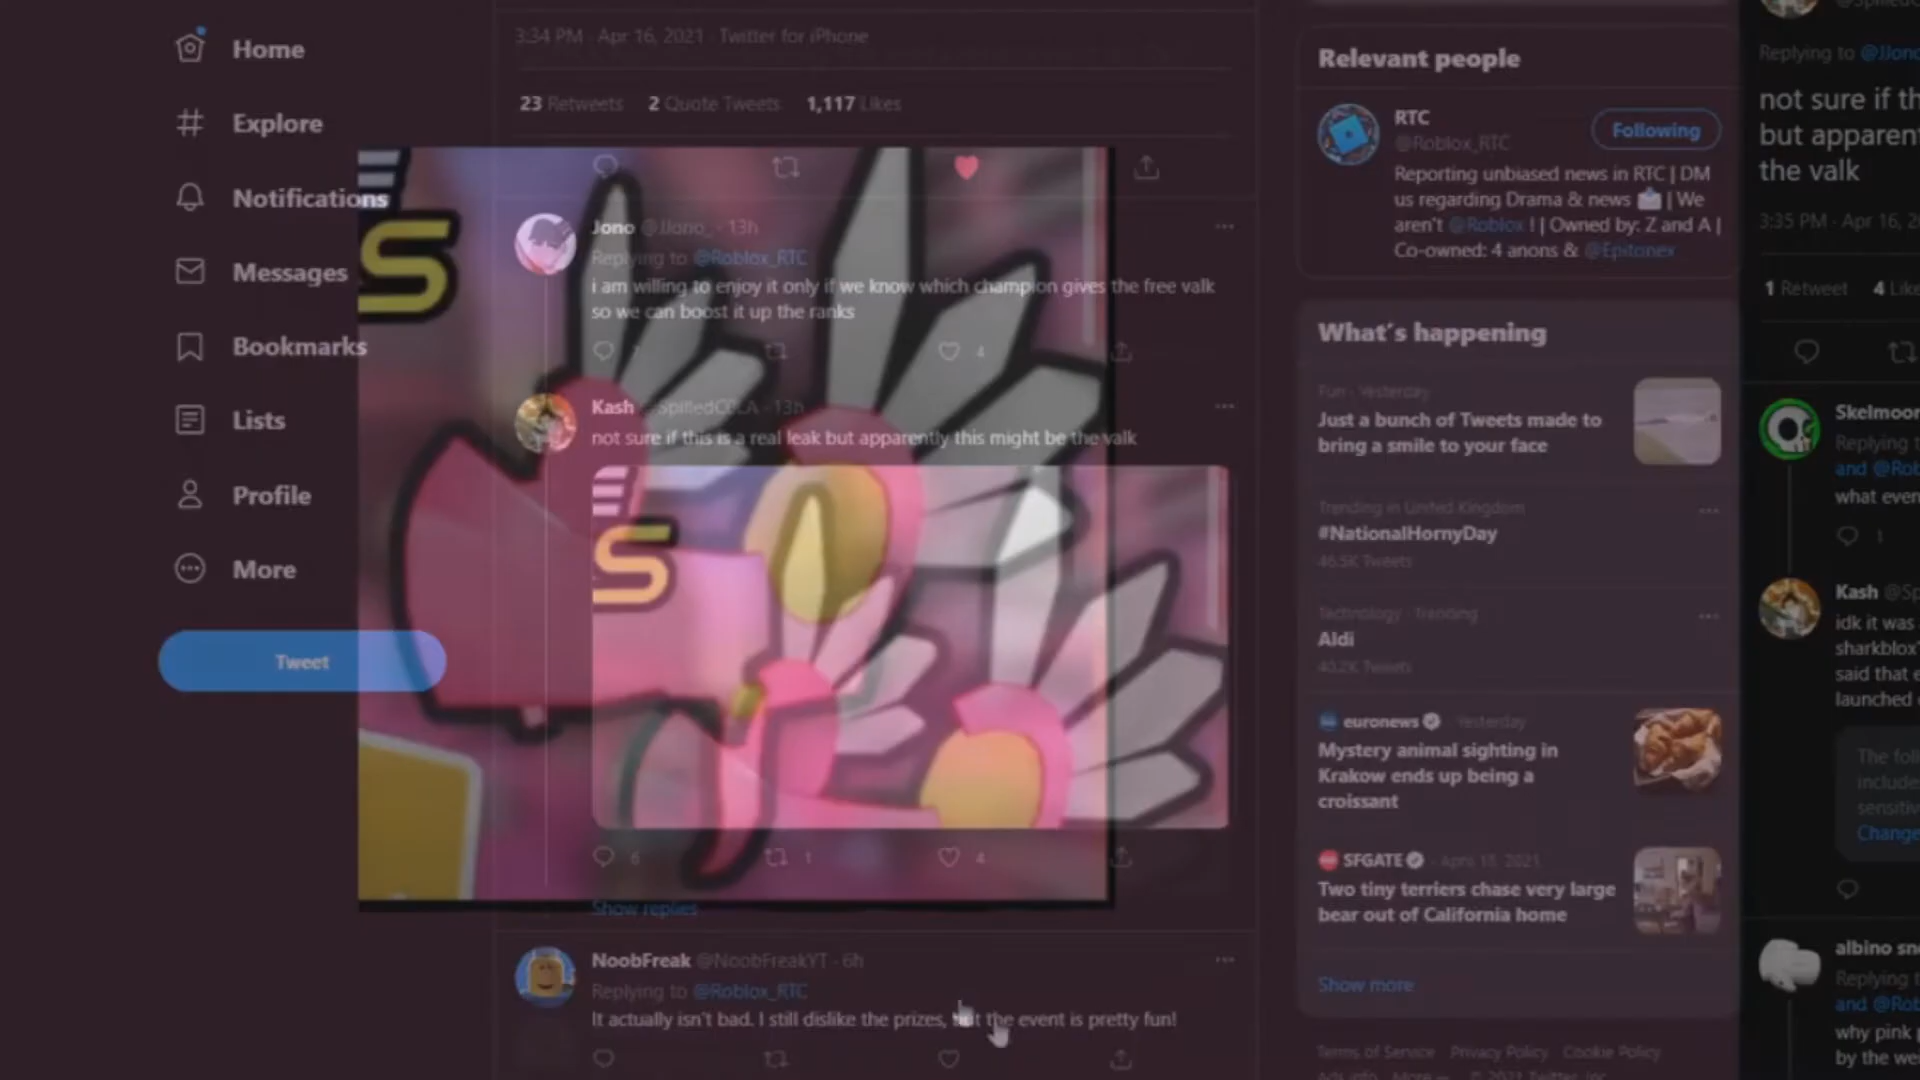 Home
Explore
Notifications
Messages
Bookmarks
Lists
Profile
More
Tweet
3:34 PM · Apr 16, 2021 · Twitter for iPhone
23 Retweets 2 Quote Tweets 1,117 Likes
Jono @JJono_ · 13h
Replying to @Roblox_RTC
i am willing to enjoy it only if we know which champion gives the free valk
so we can boost it up the ranks
4
Kash @SpilledC0LA · 13h
not sure if this is a real leak but apparently this might be the valk
S
S
6 1 4
Show replies
NoobFreak @NoobFreakYT · 6h
Replying to @Roblox_RTC
It actually isn't bad. I still dislike the prizes, but the event is pretty fun!
Relevant people
RTC
@Roblox_RTC
Following
Reporting unbiased news in RTC | DM
us regarding Drama & news | We
aren't @Roblox ! | Owned by: Z and A |
Co-owned: 4 anons & @Epitonex
What's happening
Fun · Yesterday
Just a bunch of Tweets made to
bring a smile to your face
Trending in United Kingdom
#NationalHornyDay
46.5K Tweets
Technology · Trending
Aldi
40.2K Tweets
euronews · Yesterday
Mystery animal sighting in
Krakow ends up being a
croissant
SFGATE · April 15, 2021
Two tiny terriers chase very large
bear out of California home
Show more
Terms of Service Privacy Policy Cookie Policy
Ads info More © 2021 Twitter, Inc.
Replying to @JJono
not sure if th
but apparent
the valk
3:35 PM · Apr 16, 2
1 Retweet 4 Like
Skelmoor
Replying t
and @Rob
what even
1
Kash @Sp
idk it was
sharkblox'
said that e
launched
The foll
include
sensitiv
Change
albino sn
Replying t
and @Rob
why pink
by the we